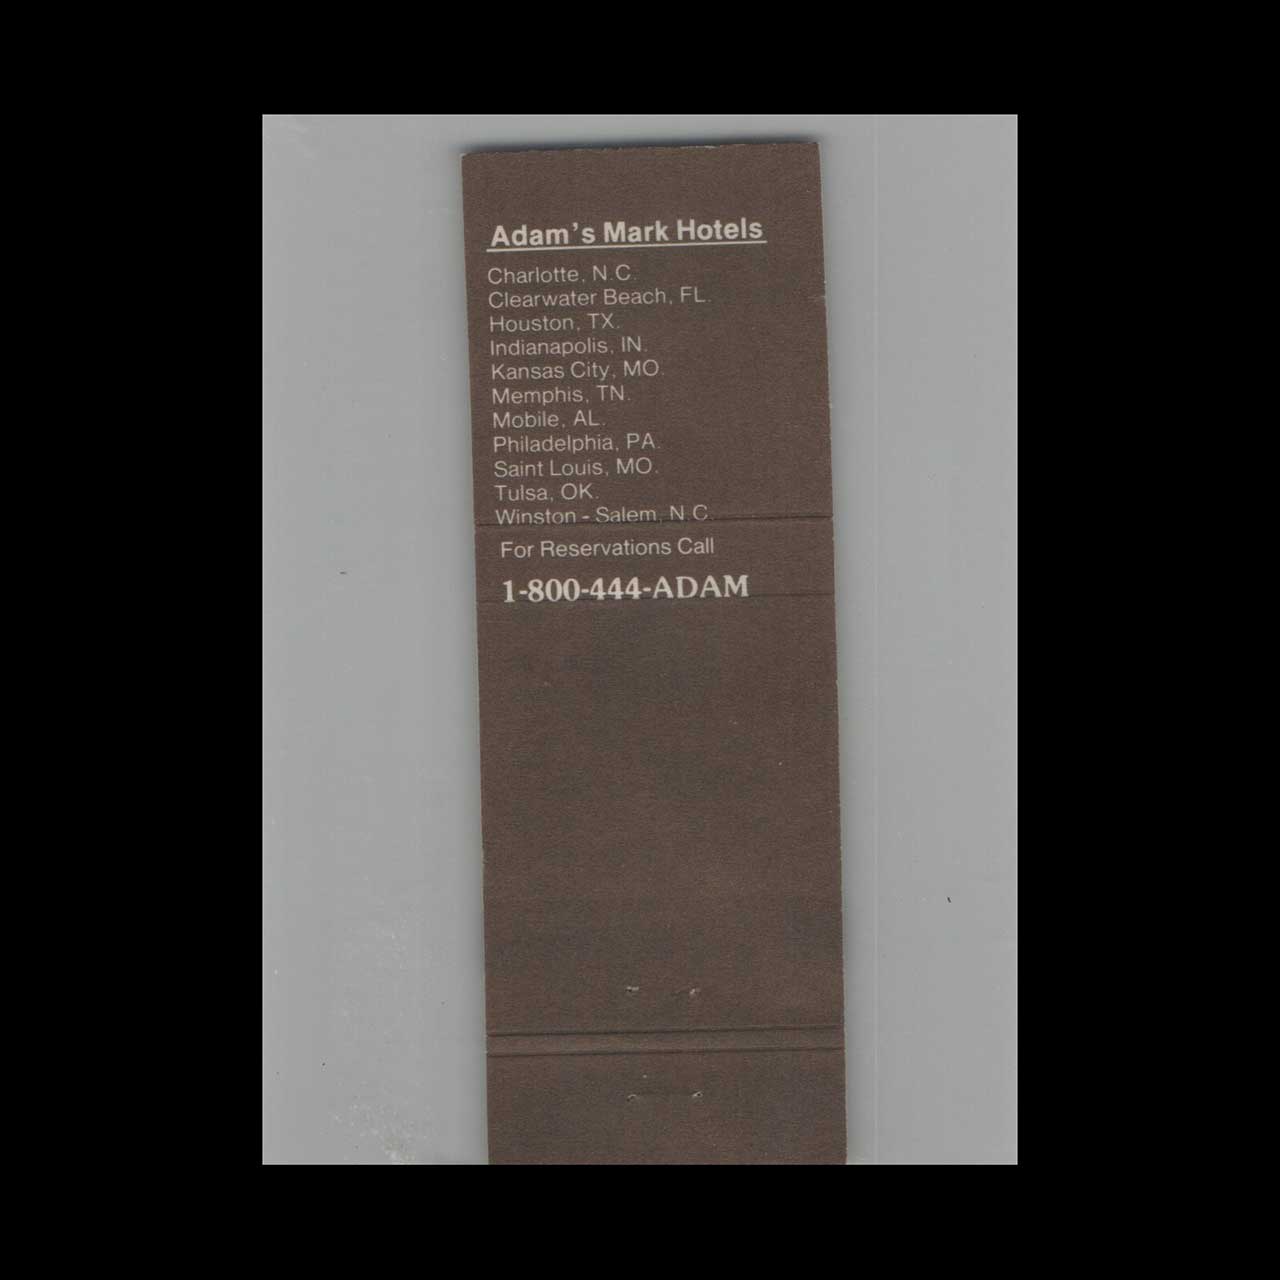 Adam's Mark Hotels
Charlotte, N.C.
Clearwater Beach, FL.
Houston, TX.
Indianapolis, IN.
Kansas City, MO.
Memphis, TN.
Mobile, AL.
Philadelphia, PA.
Saint Louis, MO.
Tulsa, OK.
Winston - Salem, N.C.
For Reservations Call
1-800-444-ADAM